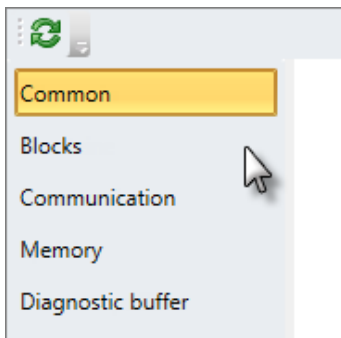 Common
Blocks
Communication
Memory
Diagnostic buffer